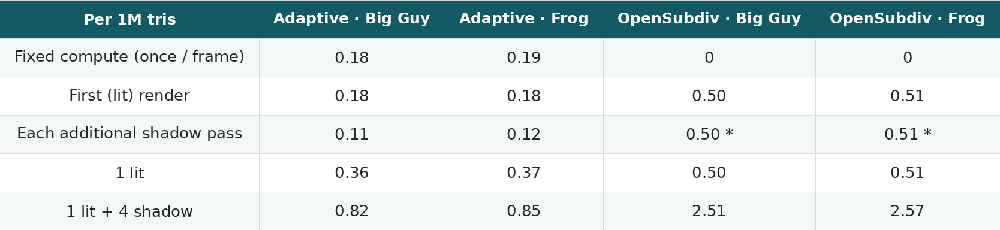 Per 1M tris Adaptive · Big Guy Adaptive · Frog OpenSubdiv · Big Guy OpenSubdiv · Frog
Fixed compute (once / frame) 0.18 0.19 0 0
First (lit) render 0.18 0.18 0.50 0.51
Each additional shadow pass 0.11 0.12 0.50 * 0.51 *
1 lit 0.36 0.37 0.50 0.51
1 lit + 4 shadow 0.82 0.85 2.51 2.57